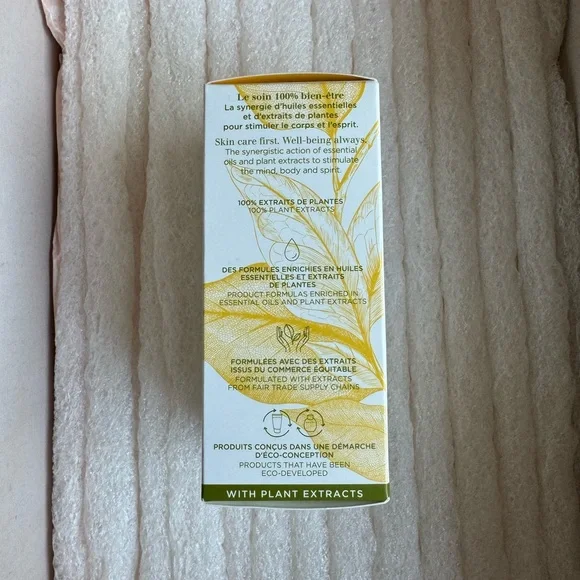 Le soin 100% bien-être
La synergie d'huiles essentielles
et d'extraits de plantes
pour stimuler le corps et l'esprit.
Skin care first. Well-being always.
The synergistic action of essential
oils and plant extracts to stimulate
the mind, body and spirit.
100% EXTRAITS DE PLANTES
100% PLANT EXTRACTS
DES FORMULES ENRICHIES EN HUILES
ESSENTIELLES ET EXTRAITS
DE PLANTES
PRODUCT FORMULAS ENRICHED IN
ESSENTIAL OILS AND PLANT EXTRACTS
FORMULÉES AVEC DES EXTRAITS
ISSUS DU COMMERCE ÉQUITABLE
FORMULATED WITH EXTRACTS
FROM FAIR TRADE SUPPLY CHAINS
PRODUITS CONÇUS DANS UNE DÉMARCHE
D'ÉCO-CONCEPTION
PRODUCTS THAT HAVE BEEN
ECO-DEVELOPED
WITH PLANT EXTRACTS